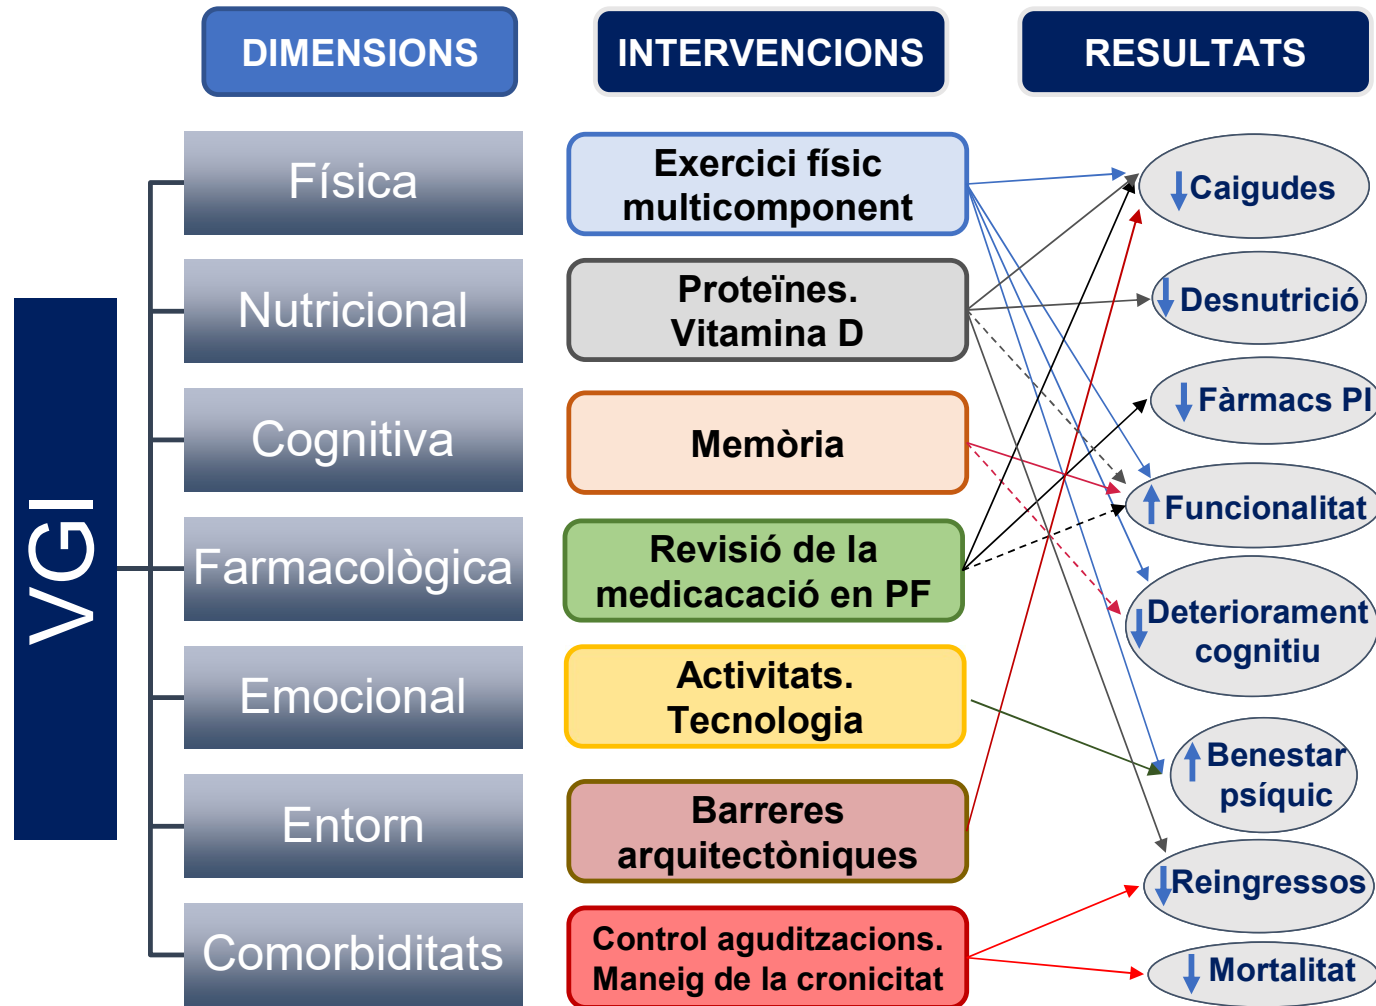 DIMENSIONS
INTERVENCIONS
RESULTATS
VGI
Física
Nutricional
Cognitiva
Farmacològica
Emocional
Entorn
Comorbiditats
Exercici físic
multicomponent
Proteïnes.
Vitamina D
Memòria
Revisió de la
medicacació en PF
Activitats.
Tecnologia
Barreres
arquitectòniques
Control aguditzacions.
Maneig de la cronicitat
Caigudes
Desnutrició
Fàrmacs PI
Funcionalitat
Deteriorament
cognitiu
Benestar
psíquic
Reingressos
Mortalitat